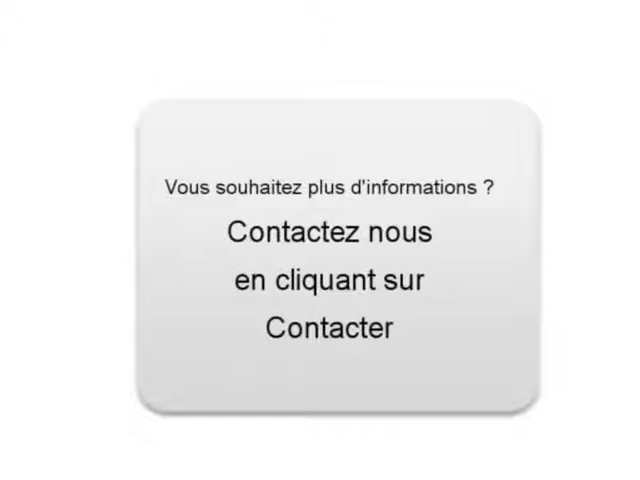 Vous souhaitez plus d'informations ?
Contactez nous
en cliquant sur
Contacter